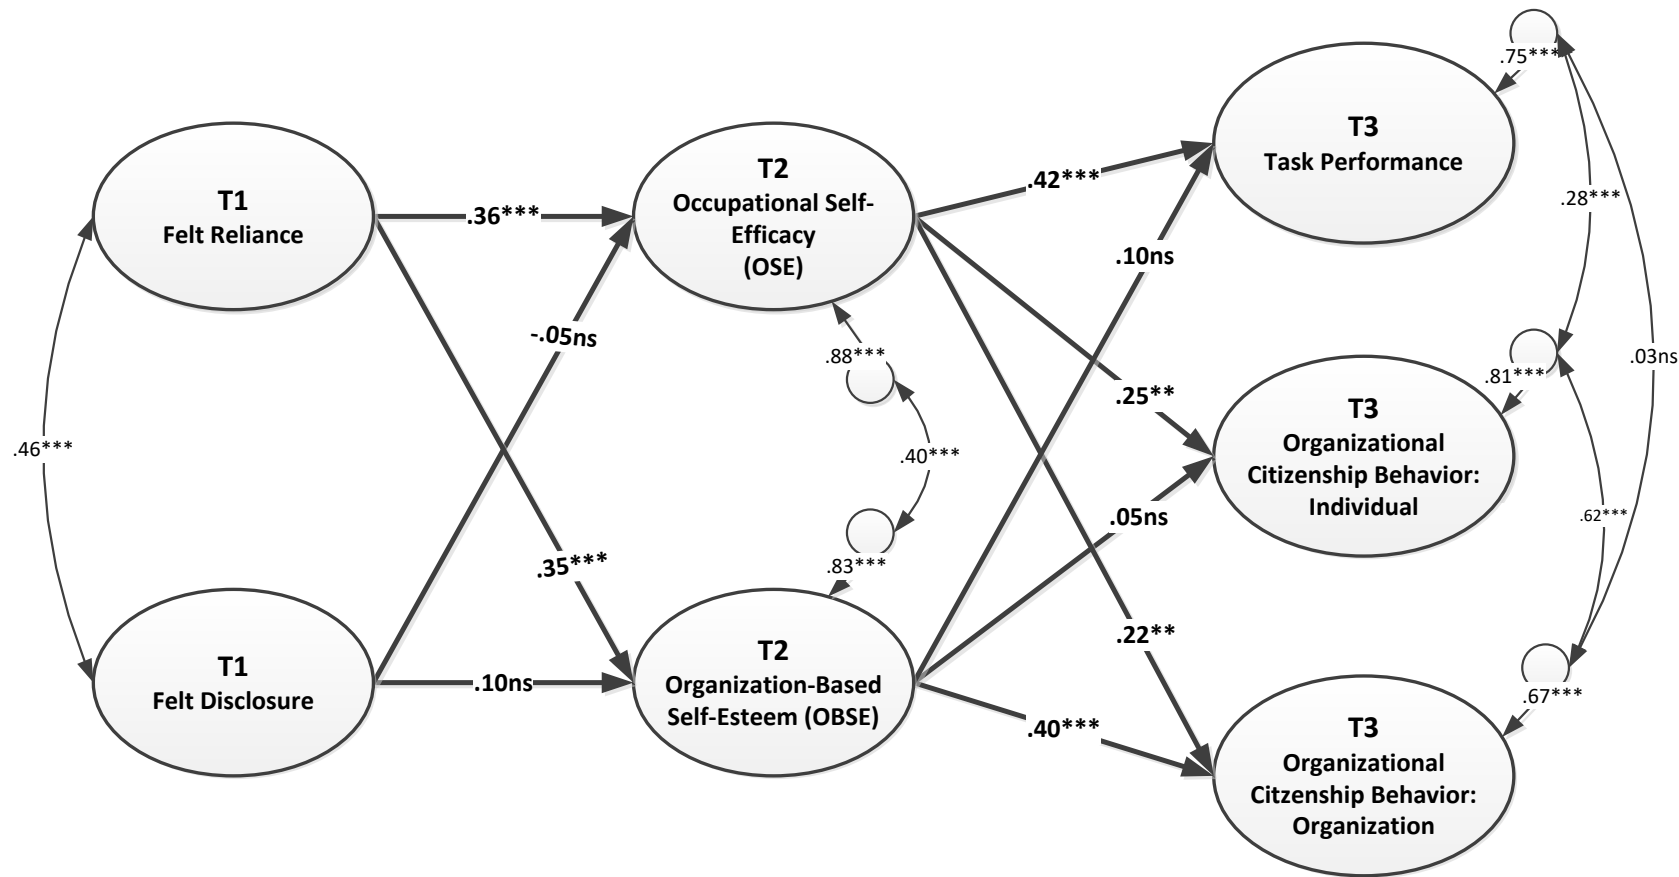 T1
Felt Reliance
T1
Felt Disclosure
.46***
.36***
-.05ns
.35***
.10ns
T2
Occupational Self-
Efficacy
(OSE)
.88***
.40***
.83***
T2
Organization-Based
Self-Esteem (OBSE)
.42***
.10ns
.25**
.05ns
.22**
.40***
T3
Task Performance
.75***
.28***
.03ns
T3
Organizational
Citizenship Behavior:
Individual
.81***
.62***
T3
Organizational
Citzenship Behavior:
Organization
.67***